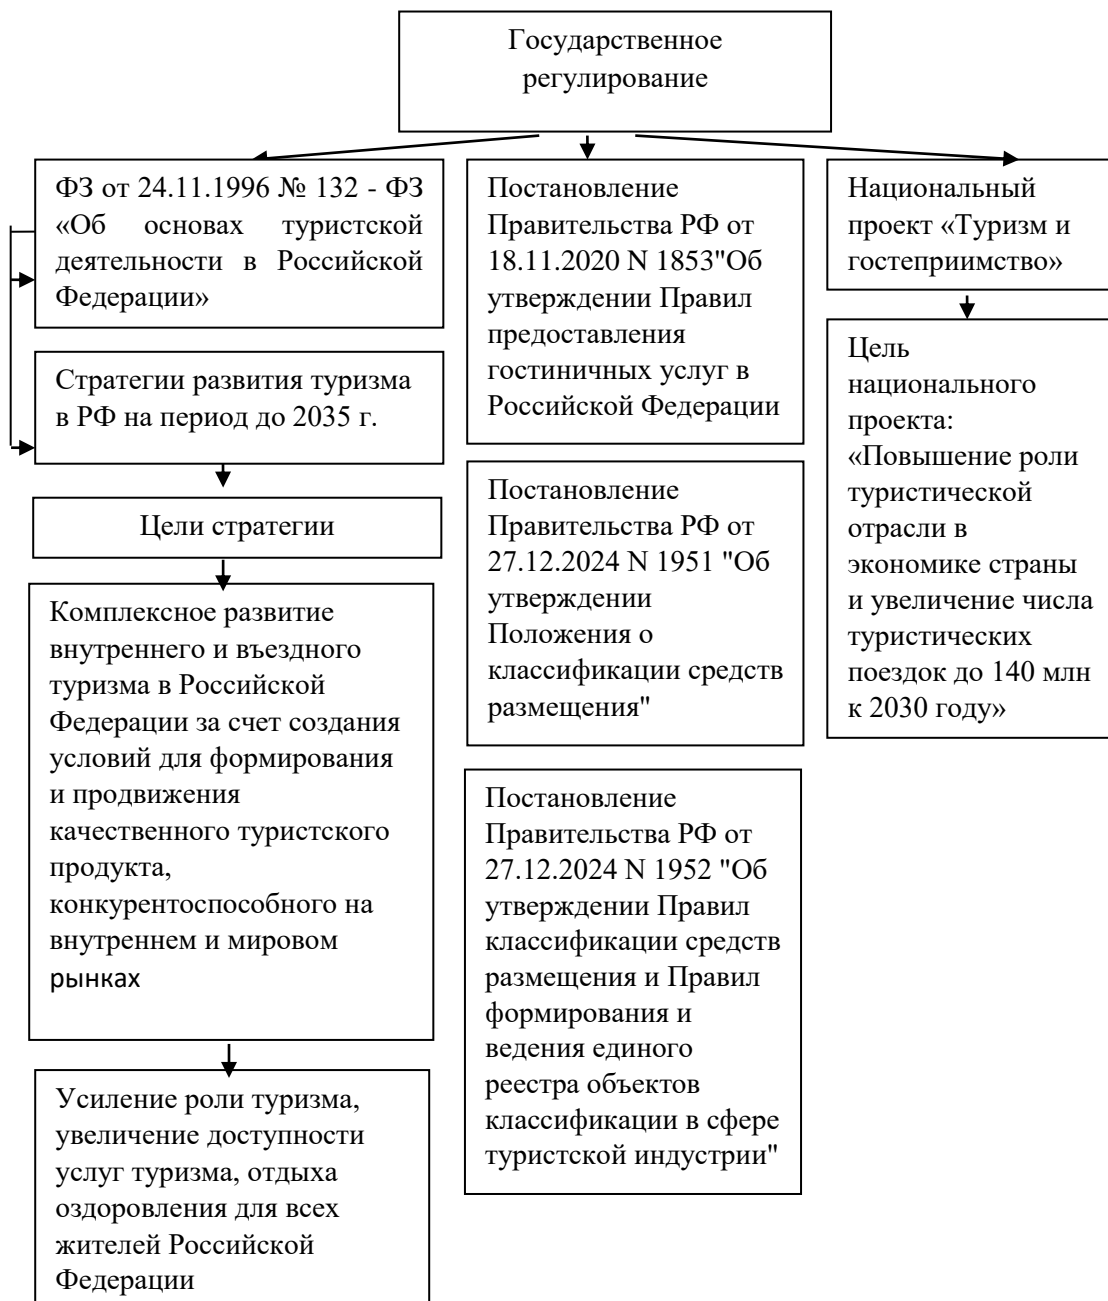 Государственное
регулирование
ФЗ от 24.11.1996 № 132 - ФЗ
«Об основах туристской
деятельности в Российской
Федерации»
Стратегии развития туризма
в РФ на период до 2035 г.
Цели стратегии
Комплексное развитие
внутреннего и въездного
туризма в Российской
Федерации за счет создания
условий для формирования
и продвижения
качественного туристского
продукта,
конкурентоспособного на
внутреннем и мировом
рынках
Усиление роли туризма,
увеличение доступности
услуг туризма, отдыха
оздоровления для всех
жителей Российской
Федерации
Постановление
Правительства РФ от
18.11.2020 N 1853"Об
утверждении Правил
предоставления
гостиничных услуг в
Российской Федерации
Постановление
Правительства РФ от
27.12.2024 N 1951 "Об
утверждении
Положения о
классификации средств
размещения"
Постановление
Правительства РФ от
27.12.2024 N 1952 "Об
утверждении Правил
классификации средств
размещения и Правил
формирования и
ведения единого
реестра объектов
классификации в сфере
туристской индустрии"
Национальный
проект «Туризм и
гостеприимство»
Цель
национального
проекта:
«Повышение роли
туристической
отрасли в
экономике страны
и увеличение числа
туристических
поездок до 140 млн
к 2030 году»